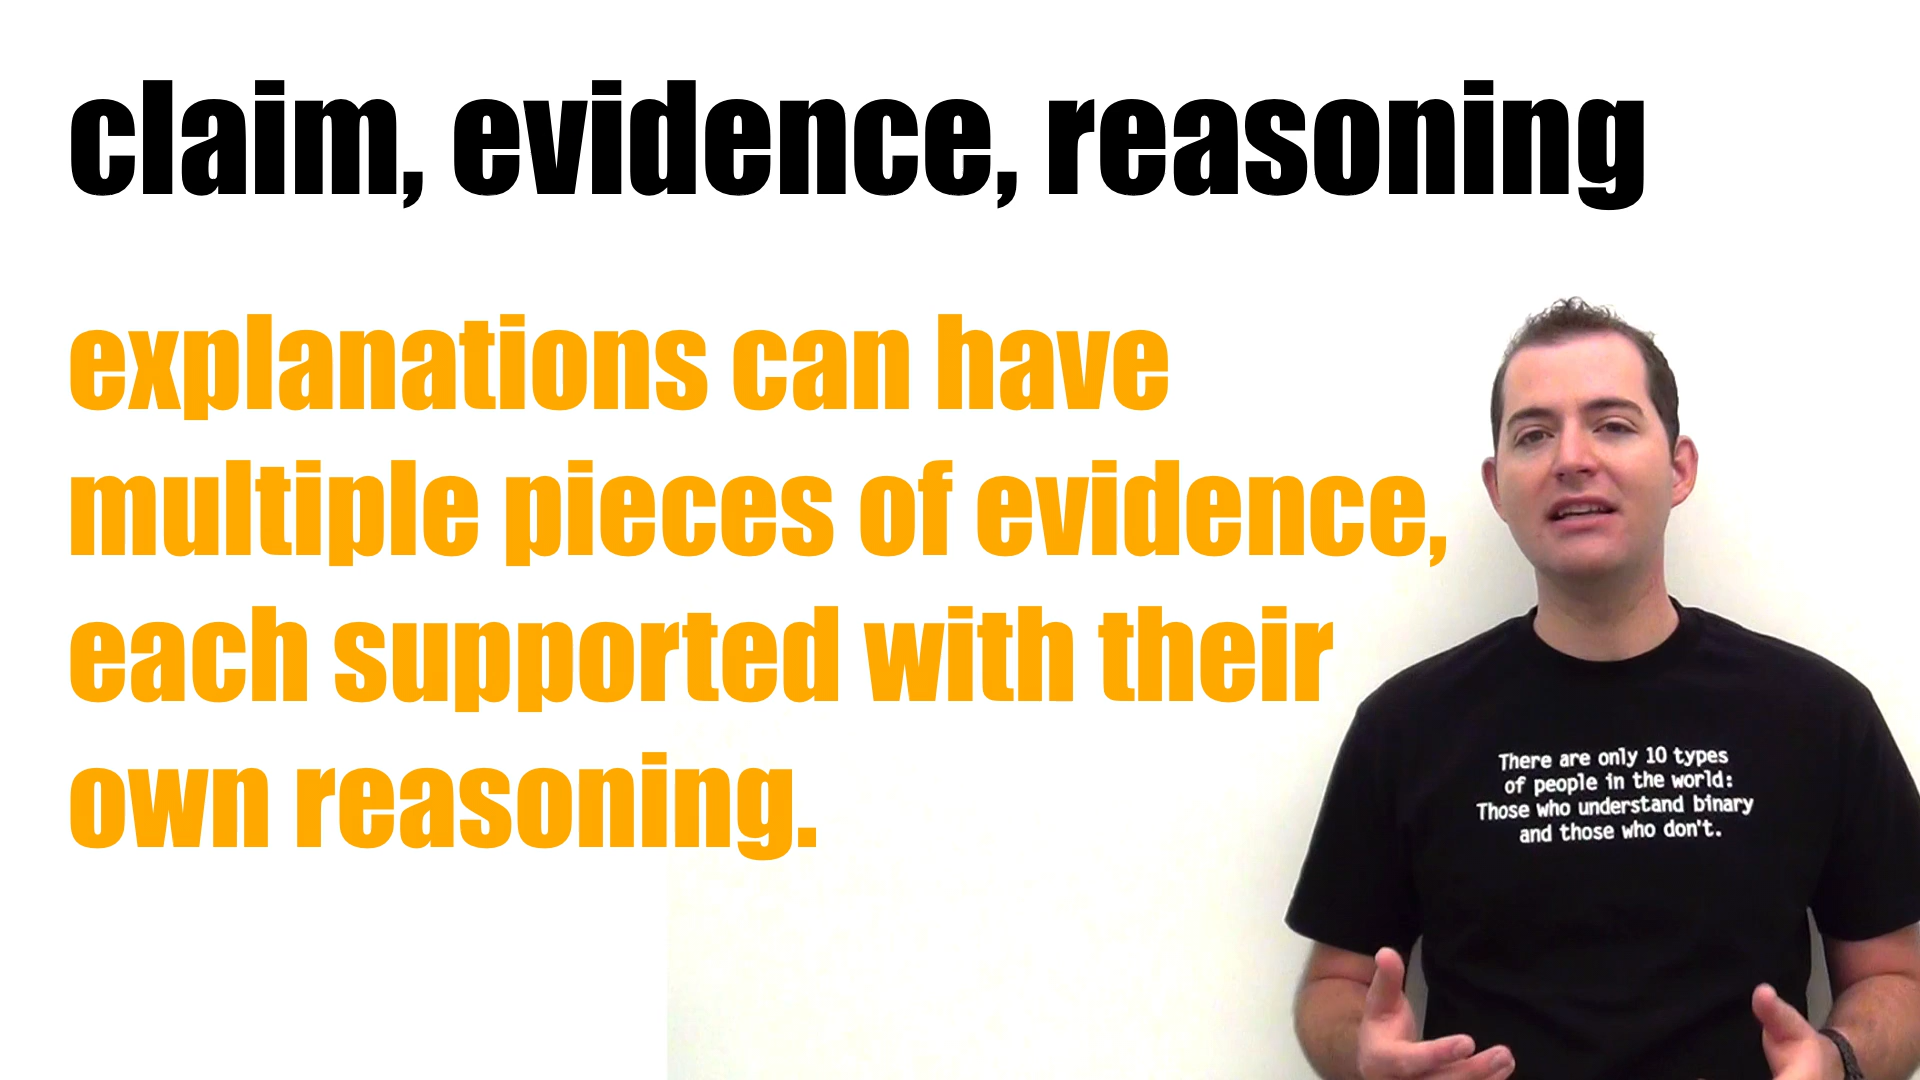 claim, evidence, reasoning
explanations can have
multiple pieces of evidence,
each supported with their
own reasoning.
There are only 10 types
of people in the world:
Those who understand binary
and those who don't.